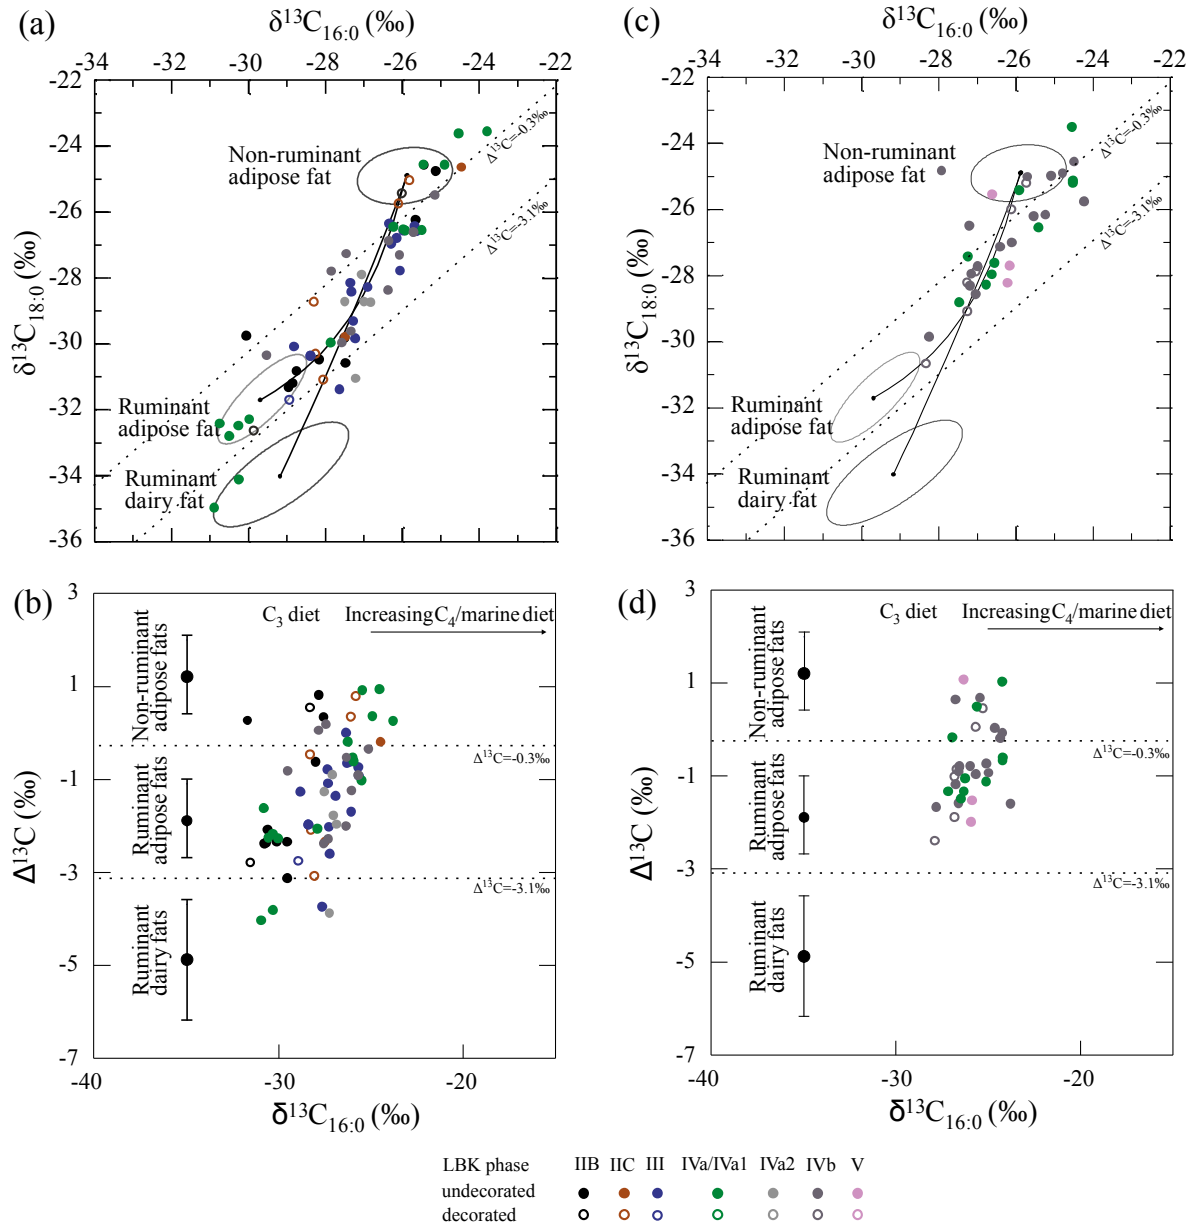 (a)
δ¹³C₁₆:₀ (‰)
-34 -32 -30 -28 -26 -24 -22
-22
-24
-26
-28
-30
-32
-34
-36
δ¹³C₁₈:₀ (‰)
Non-ruminant
adipose fat
Ruminant
adipose fat
Ruminant
dairy fat
Δ¹³C=-0.3‰
Δ¹³C=-3.1‰
(c)
δ¹³C₁₆:₀ (‰)
-34 -32 -30 -28 -26 -24 -22
-22
-24
-26
-28
-30
-32
-34
-36
δ¹³C₁₈:₀ (‰)
Non-ruminant
adipose fat
Ruminant
adipose fat
Ruminant
dairy fat
Δ¹³C=-0.3‰
Δ¹³C=-3.1‰
(b)
3
1
-1
-3
-5
-7
Δ¹³C (‰)
Non-ruminant
adipose fats
Ruminant
adipose fats
Ruminant
dairy fats
C₃ diet
Increasing C₄/marine diet
Δ¹³C=-0.3‰
Δ¹³C=-3.1‰
-40 -30 -20
δ¹³C₁₆:₀ (‰)
(d)
3
1
-1
-3
-5
-7
Δ¹³C (‰)
Non-ruminant
adipose fats
Ruminant
adipose fats
Ruminant
dairy fats
C₃ diet
Increasing C₄/marine diet
Δ¹³C=-0.3‰
Δ¹³C=-3.1‰
-40 -30 -20
δ¹³C₁₆:₀ (‰)
LBK phase IIB IIC III IVa/IVa1 IVa2 IVb V
undecorated
decorated